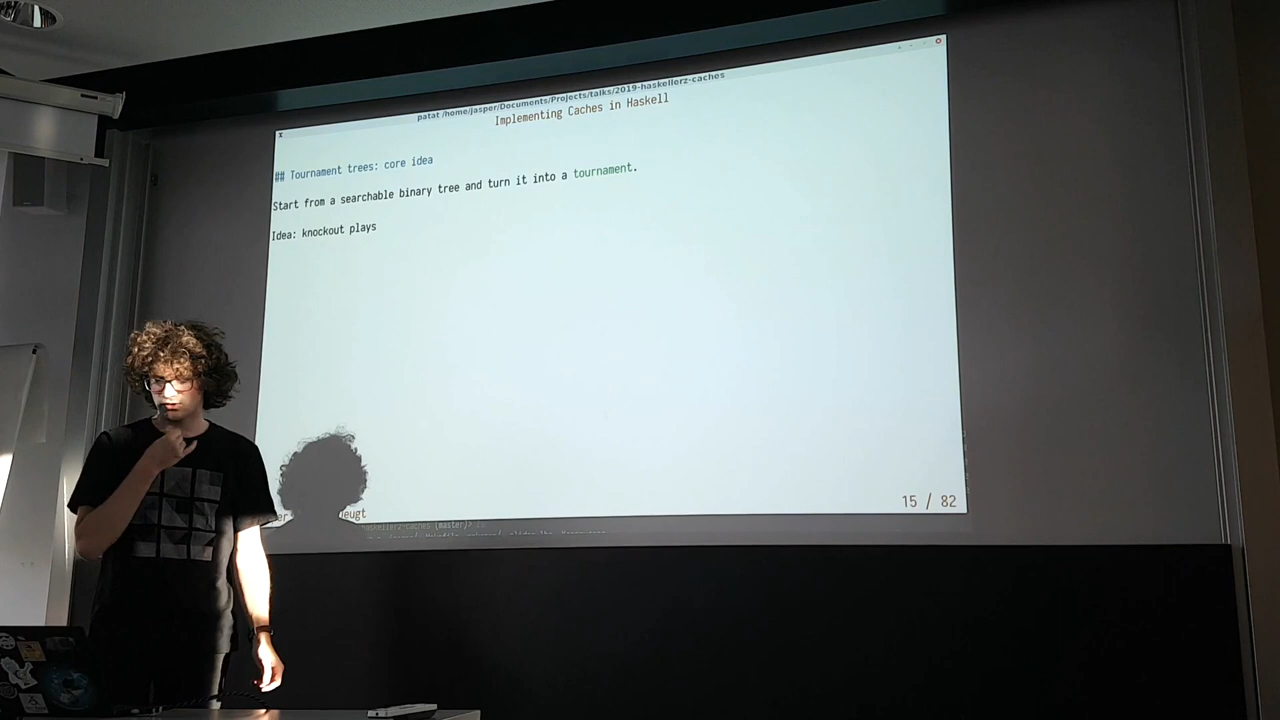 patat /home/jasper/Documents/Projects/talks/2019-haskellerz-caches
Implementing Caches in Haskell
## Tournament trees: core idea
Start from a searchable binary tree and turn it into a tournament.
Idea: knockout plays
15 / 82